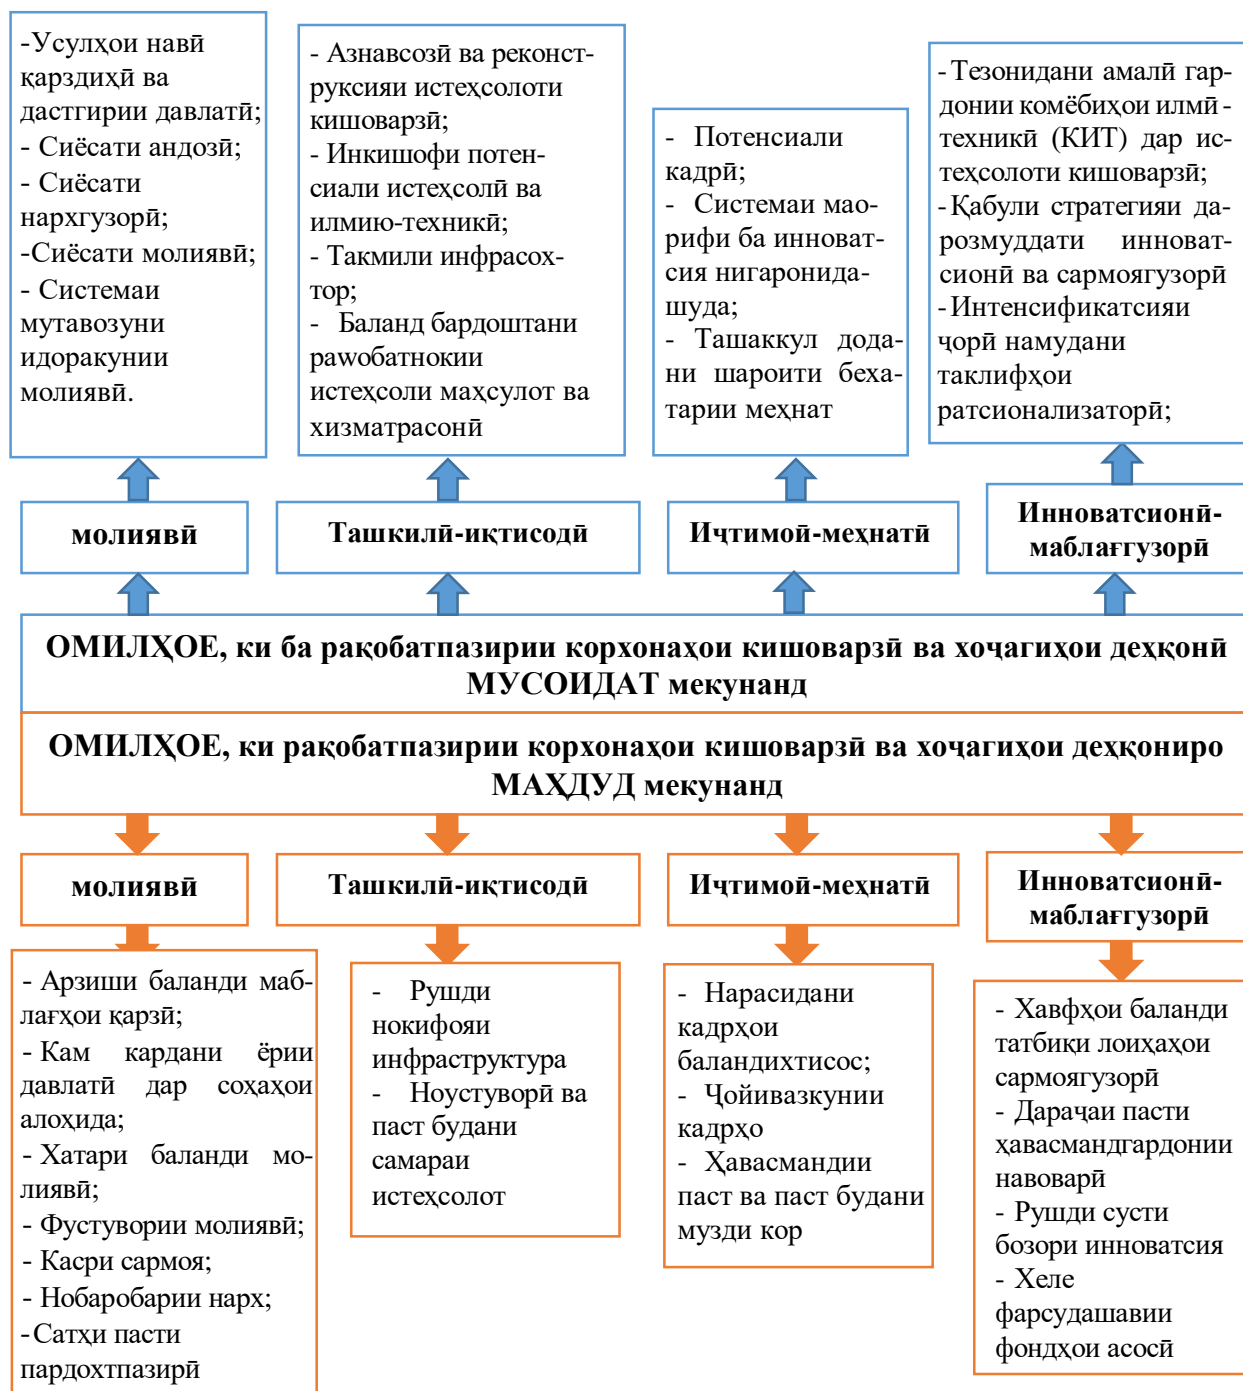 -Усулҳои навӣ
қарздиҳӣ ва
дастгирии давлатӣ;
- Сиёсати андозӣ;
- Сиёсати
нархгузорӣ;
-Сиёсати молиявӣ;
- Системаи
мутавозуни
идоракунии
молиявӣ.
- Азнавсозӣ ва реконст-
руксияи истеҳсолоти
кишоварзӣ;
- Инкишофи потен-
сиали истеҳсолӣ ва
илмию-техникӣ;
- Такмили инфрасох-
тор;
- Баланд бардоштани
раwобатнокии
истеҳсоли маҳсулот ва
хизматрасонӣ
- Потенсиали
кадрӣ;
- Системаи мао-
рифи ба инноват-
сия нигаронида-
шуда;
- Ташаккул дода-
ни шароити беха-
тарии меҳнат
- Тезонидани амалӣ гар-
донии комёбиҳои илмӣ-
техникӣ (КИТ) дар ис-
теҳсолоти кишоварзӣ;
-Қабули стратегияи да-
розмуддати инноват-
сионӣ ва сармоягузорӣ
-Интенсификатсияи
ҷорӣ намудани
таклифҳои
ратсионализаторӣ;
молиявӣ
Ташкилӣ-иқтисодӣ
Иҷтимоӣ-меҳнатӣ
Инноватсионӣ-
маблағгузорӣ
ОМИЛҲОЕ, ки ба рақобатпазирии корхонаҳои кишоварзӣ ва хоҷагиҳои деҳқонӣ
МУСОИДАТ мекунанд
ОМИЛҲОЕ, ки рақобатпазирии корхонаҳои кишоварзӣ ва хоҷагиҳои деҳқониро
МАҲДУД мекунанд
молиявӣ
Ташкилӣ-иқтисодӣ
Иҷтимоӣ-меҳнатӣ
Инноватсионӣ-
маблағгузорӣ
- Арзиши баланди маб-
лағҳои қарзӣ;
- Кам кардани ёрии
давлатӣ дар соҳаҳои
алоҳида;
- Хатари баланди мо-
лиявӣ;
- Фустувории молиявӣ;
- Касри сармоя;
- Нобаробарии нарх;
-Сатҳи пасти
пардохтпазирӣ
- Рушди
нокифояи
инфраструктура
- Ноустуворӣ ва
паст будани
самараи
истеҳсолот
- Нарасидани
кадрҳои
баландихтисос;
- Ҷойивазкунии
кадрҳо
- Ҳавасмандии
паст ва паст будани
музди кор
- Хавфҳои баланди
татбиқи лоиҳаҳои
сармоягузорӣ
- Дараҷаи пасти
ҳавасмандгардонии
навоварӣ
- Рушди сусти
бозори инноватсия
- Хеле
фарсудашавии
фондҳои асосӣ